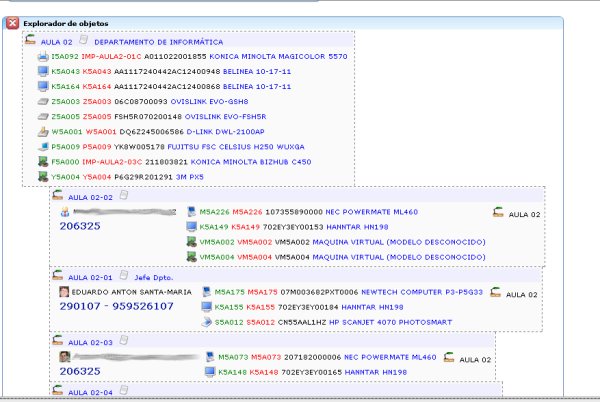 Explorador de objetos
AULA 02 DEPARTAMENTO DE INFORMÁTICA
I5A092 IMP-AULA2-01C A011022001855 KONICA MINOLTA MAGICOLOR 5570
K5A043 K5A043 AA1117240442AC12400948 BELINEA 10-17-11
K5A164 K5A164 AA1117240442AC12400868 BELINEA 10-17-11
Z5A003 Z5A003 06C08700093 OVISLINK EVO-GSH8
Z5A005 Z5A005 FSH5R070200148 OVISLINK EVO-FSH5R
W5A001 W5A001 DQ6Z245006586 D-LINK DWL-2100AP
P5A009 P5A009 YK8W005178 FUJITSU FSC CELSIUS H250 WUXGA
F5A000 IMP-AULA2-03C 211803821 KONICA MINOLTA BIZHUB C450
Y5A004 Y5A004 P6G29R201291 3M PX5
AULA 02-02
M5A226 M5A226 107355890000 NEC POWERMATE ML460 AULA 02
206325 K5A149 K5A149 702EY3EY00153 HANNTAR HN198
VM5A002 VM5A002 VM5A002 MAQUINA VIRTUAL (MODELO DESCONOCIDO)
VM5A004 VM5A004 VM5A004 MAQUINA VIRTUAL (MODELO DESCONOCIDO)
AULA 02-01 Jefe Dpto.
EDUARDO ANTON SANTA-MARIA M5A175 M5A175 07M003682PXT0006 NEWTECH COMPUTER P3-P5G33 AULA 02
290107 - 959526107 K5A155 K5A155 702EY3EY00184 HANNTAR HN198
S5A012 S5A012 CN55AAL1HZ HP SCANJET 4070 PHOTOSMART
AULA 02-03
M5A073 M5A073 207182000006 NEC POWERMATE ML460 AULA 02
206325 K5A148 K5A148 702EY3EY00165 HANNTAR HN198
AULA 02-04